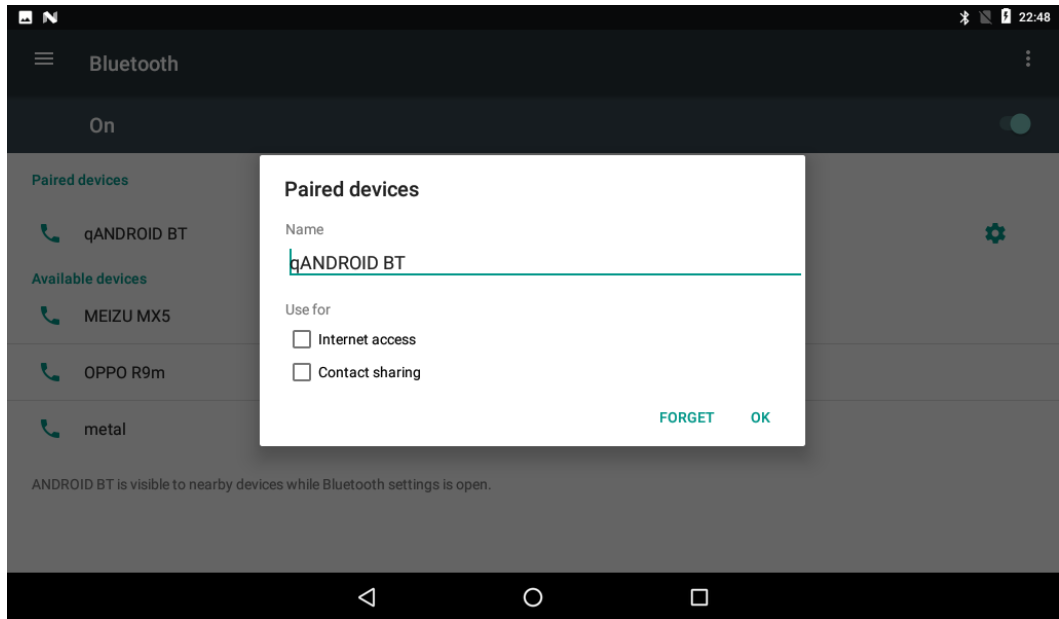 22:48
Bluetooth
On
Paired devices
qANDROID BT
Available devices
MEIZU MX5
OPPO R9m
metal
ANDROID BT is visible to nearby devices while Bluetooth settings is open.
Paired devices
Name
qANDROID BT
Use for
Internet access
Contact sharing
FORGET OK